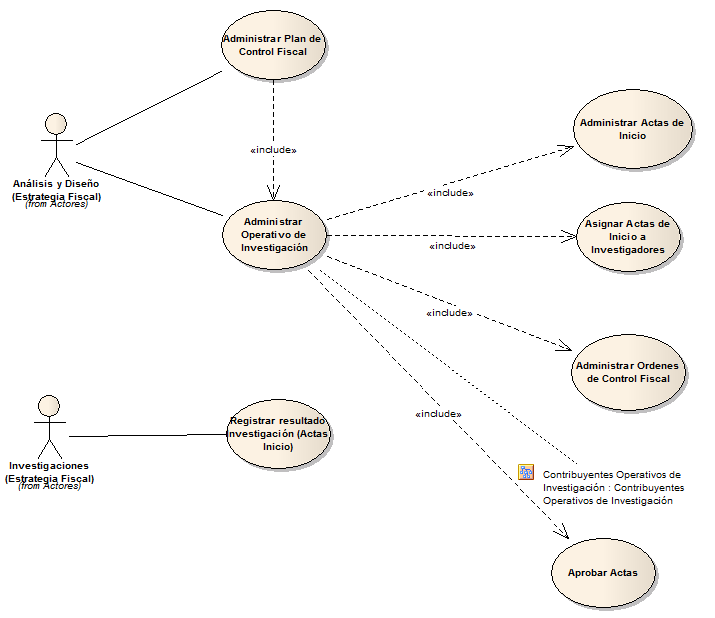 Administrar Plan de
Control Fiscal
«include»
Análisis y Diseño
(Estrategia Fiscal)
(from Actores)
Administrar
Operativo de
Investigación
Administrar Actas de
Inicio
«include»
Asignar Actas de
Inicio a
Investigadores
«include»
«include»
Administrar Ordenes
de Control Fiscal
«include»
Investigaciones
(Estrategia Fiscal)
(from Actores)
Registrar resultado
Investigación (Actas
Inicio)
Contribuyentes Operativos de
Investigación : Contribuyentes
Operativos de Investigación
Aprobar Actas